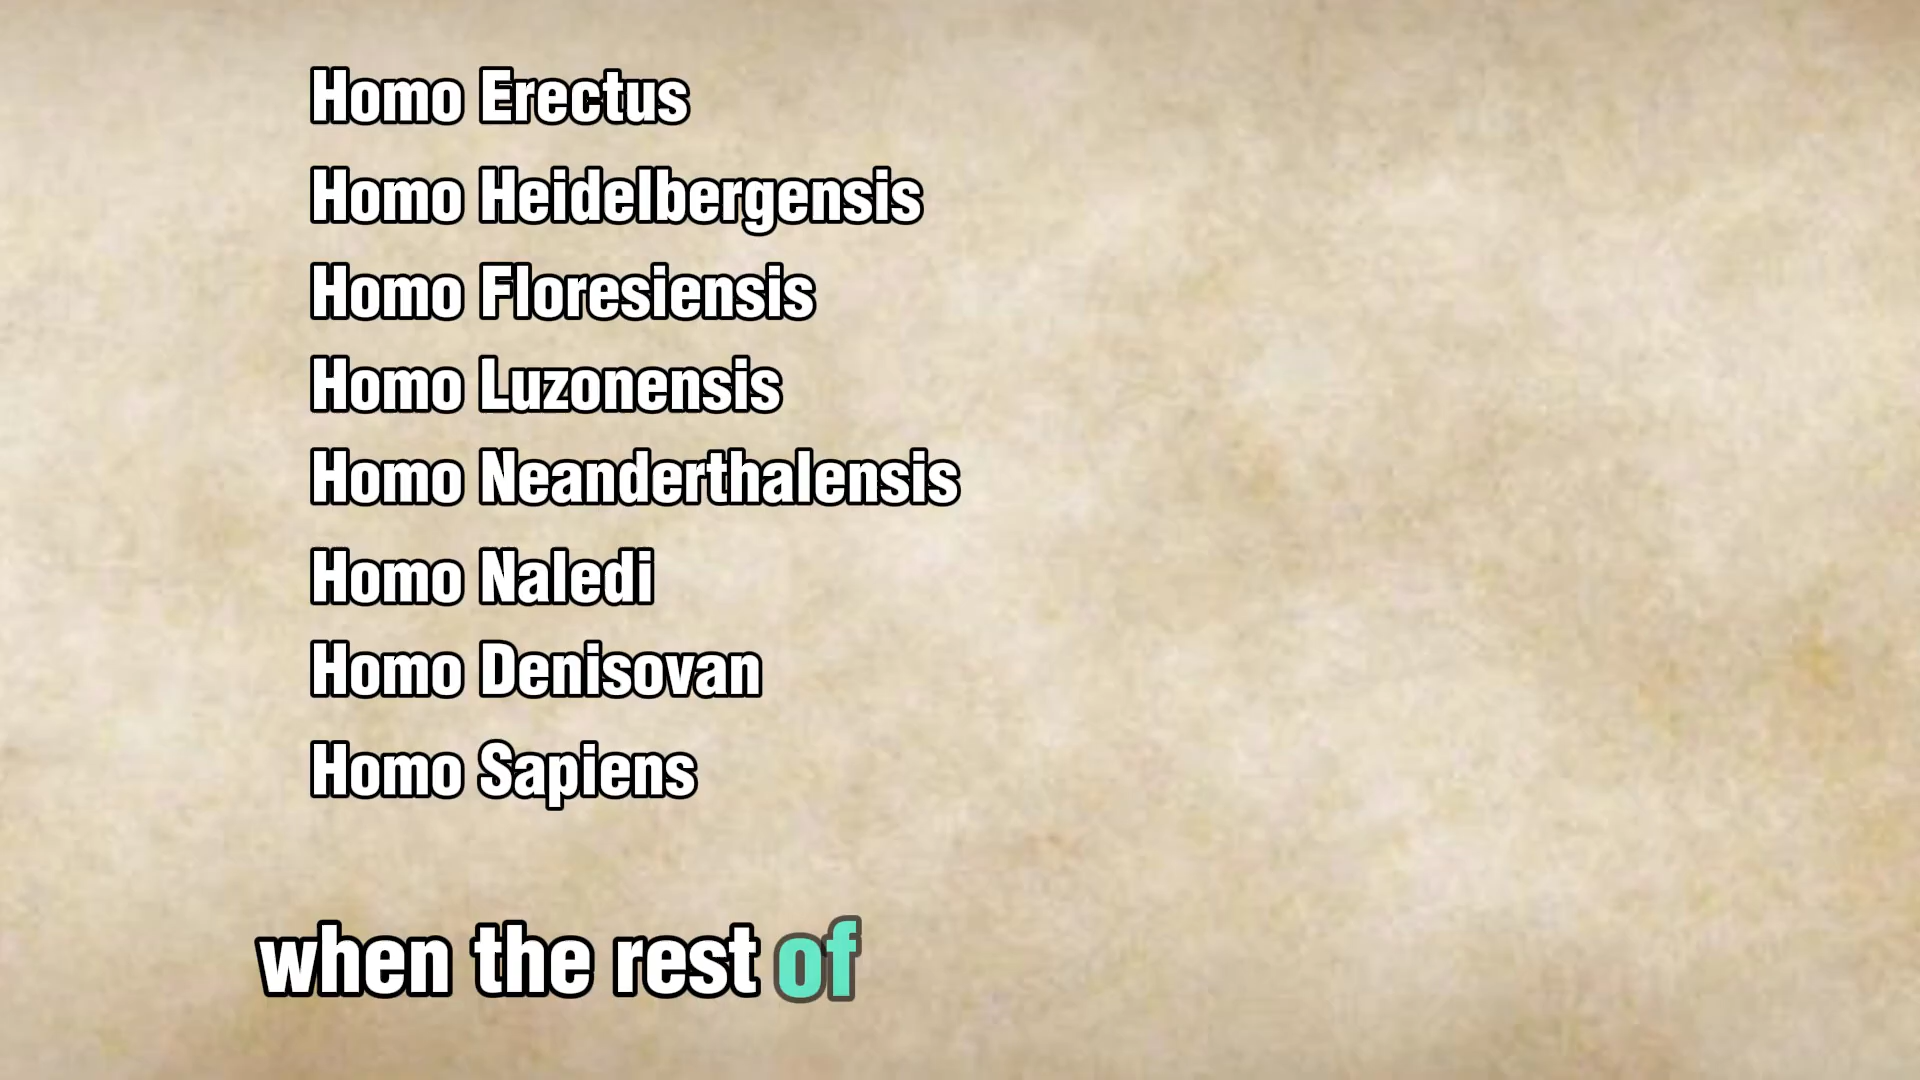 Homo Erectus
Homo Heidelbergensis
Homo Floresiensis
Homo Luzonensis
Homo Neanderthalensis
Homo Naledi
Homo Denisovan
Homo Sapiens
when the rest of